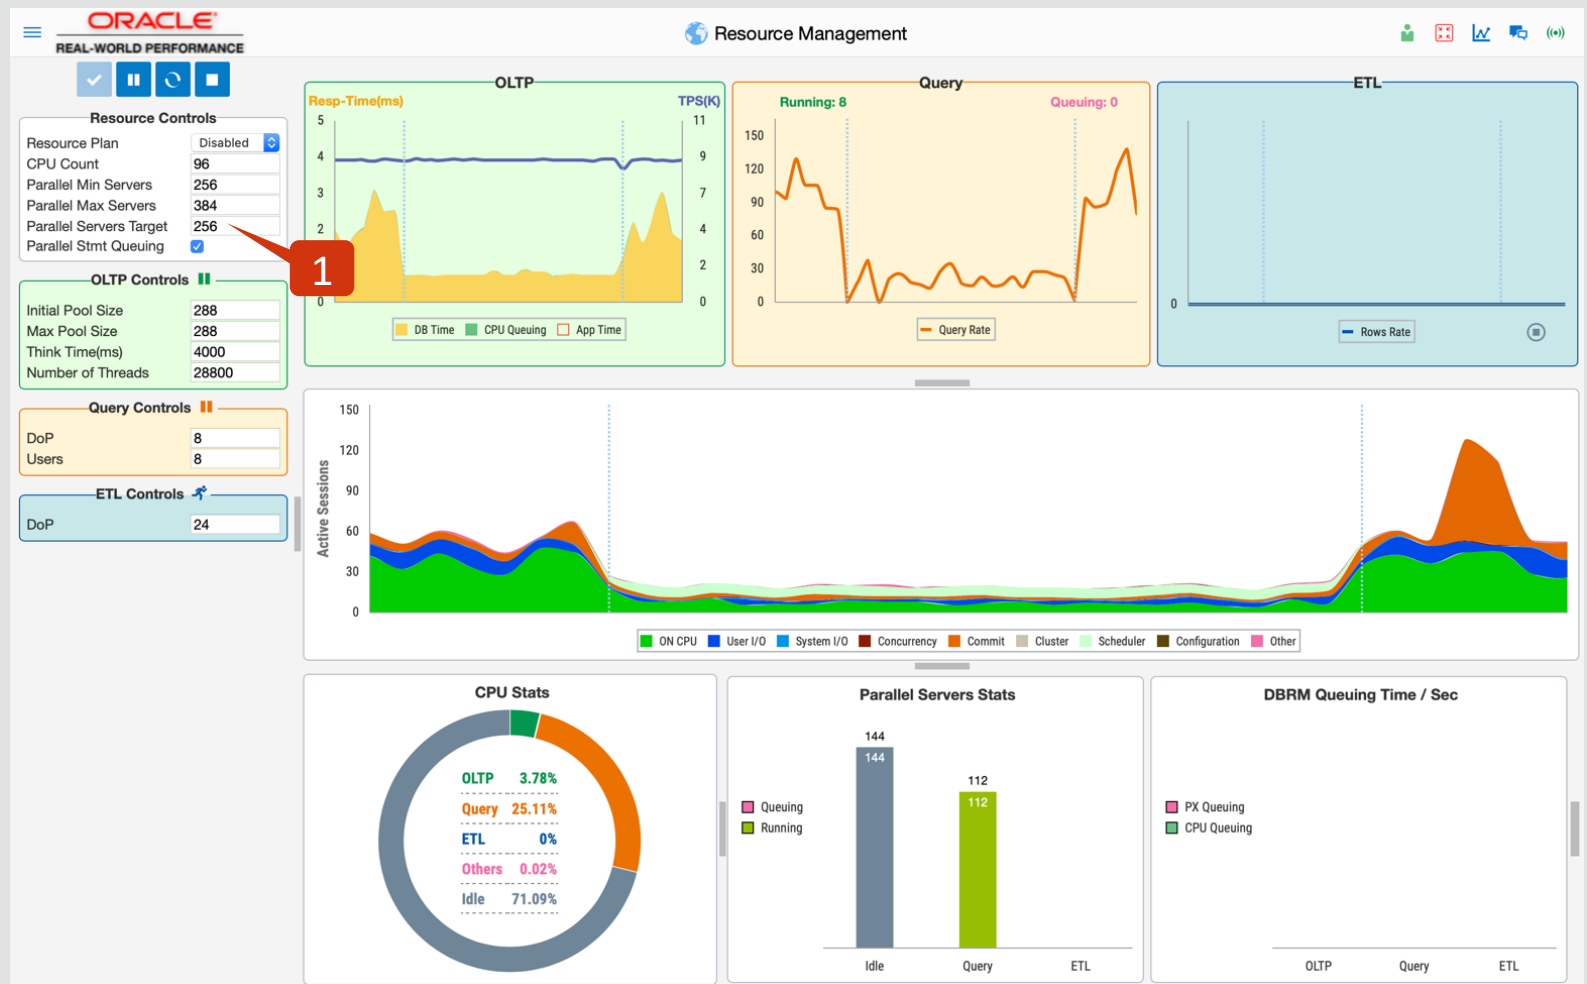 ORACLE
REAL-WORLD PERFORMANCE
Resource Management
Resource Controls
Resource Plan Disabled
CPU Count 96
Parallel Min Servers 256
Parallel Max Servers 384
Parallel Servers Target 256
Parallel Stmt Queuing
1
OLTP Controls
Initial Pool Size 288
Max Pool Size 288
Think Time(ms) 4000
Number of Threads 28800
Query Controls
DoP 8
Users 8
ETL Controls
DoP 24
OLTP
Resp-Time(ms) TPS(K)
5 11
4 9
3 7
2 4
2
0 0
DB Time CPU Queuing App Time
Query
Running: 8 Queuing: 0
150
120
90
60
30
0
Query Rate
ETL
0
Rows Rate
Active Sessions
150
120
90
60
30
0
ON CPU User I/O System I/O Concurrency Commit Cluster Scheduler Configuration Other
CPU Stats
OLTP 3.78%
Query 25.11%
ETL 0%
Others 0.02%
Idle 71.09%
Parallel Servers Stats
Queuing
Running
144
144
112
112
Idle Query ETL
DBRM Queuing Time / Sec
PX Queuing
CPU Queuing
OLTP Query ETL